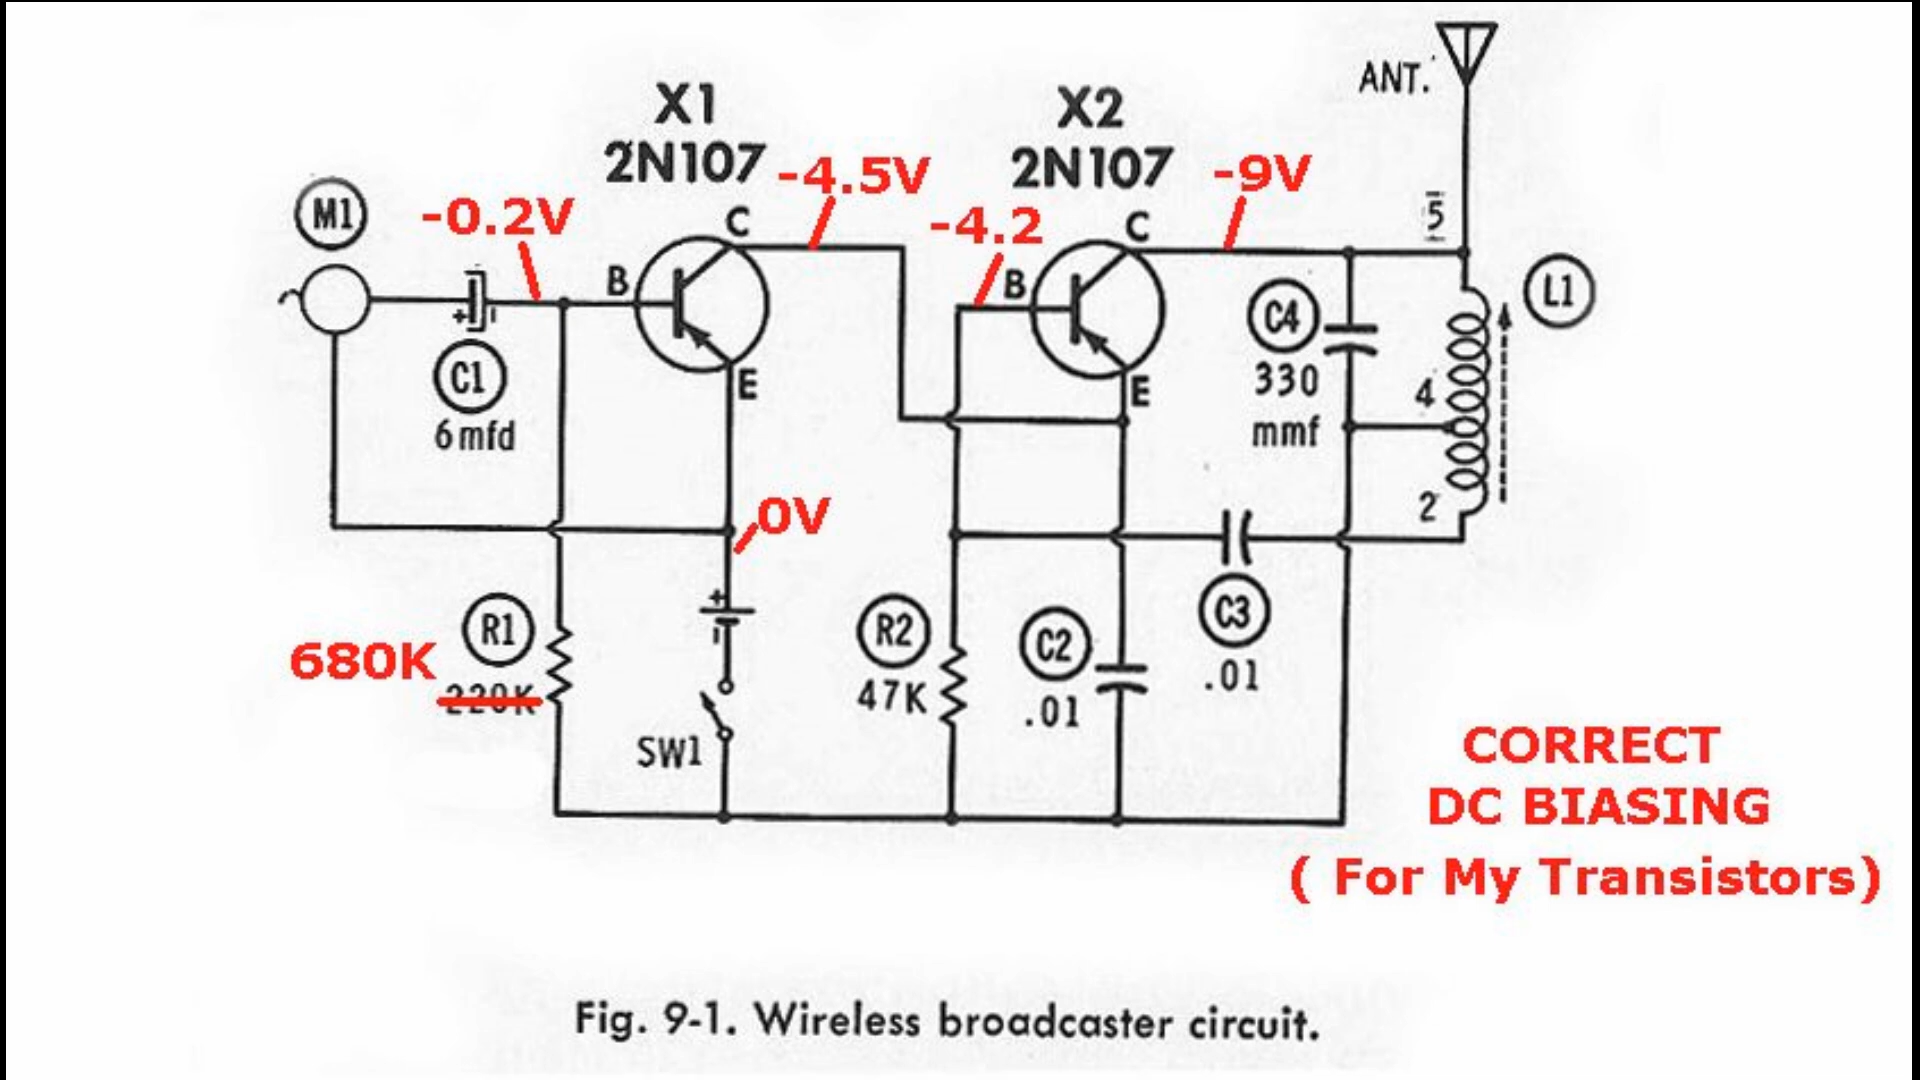 ANT.
X1
2N107
X2
2N107
-4.5V
-9V
M1
-0.2V
-4.2
C
C
5
B
B
L1
+
C1
6mfd
E
E
C4
330
mmf
4
0V
2
+
-
R1
680K
220K
SW1
R2
47K
C2
.01
C3
.01
CORRECT
DC BIASING
( For My Transistors)
Fig. 9-1. Wireless broadcaster circuit.